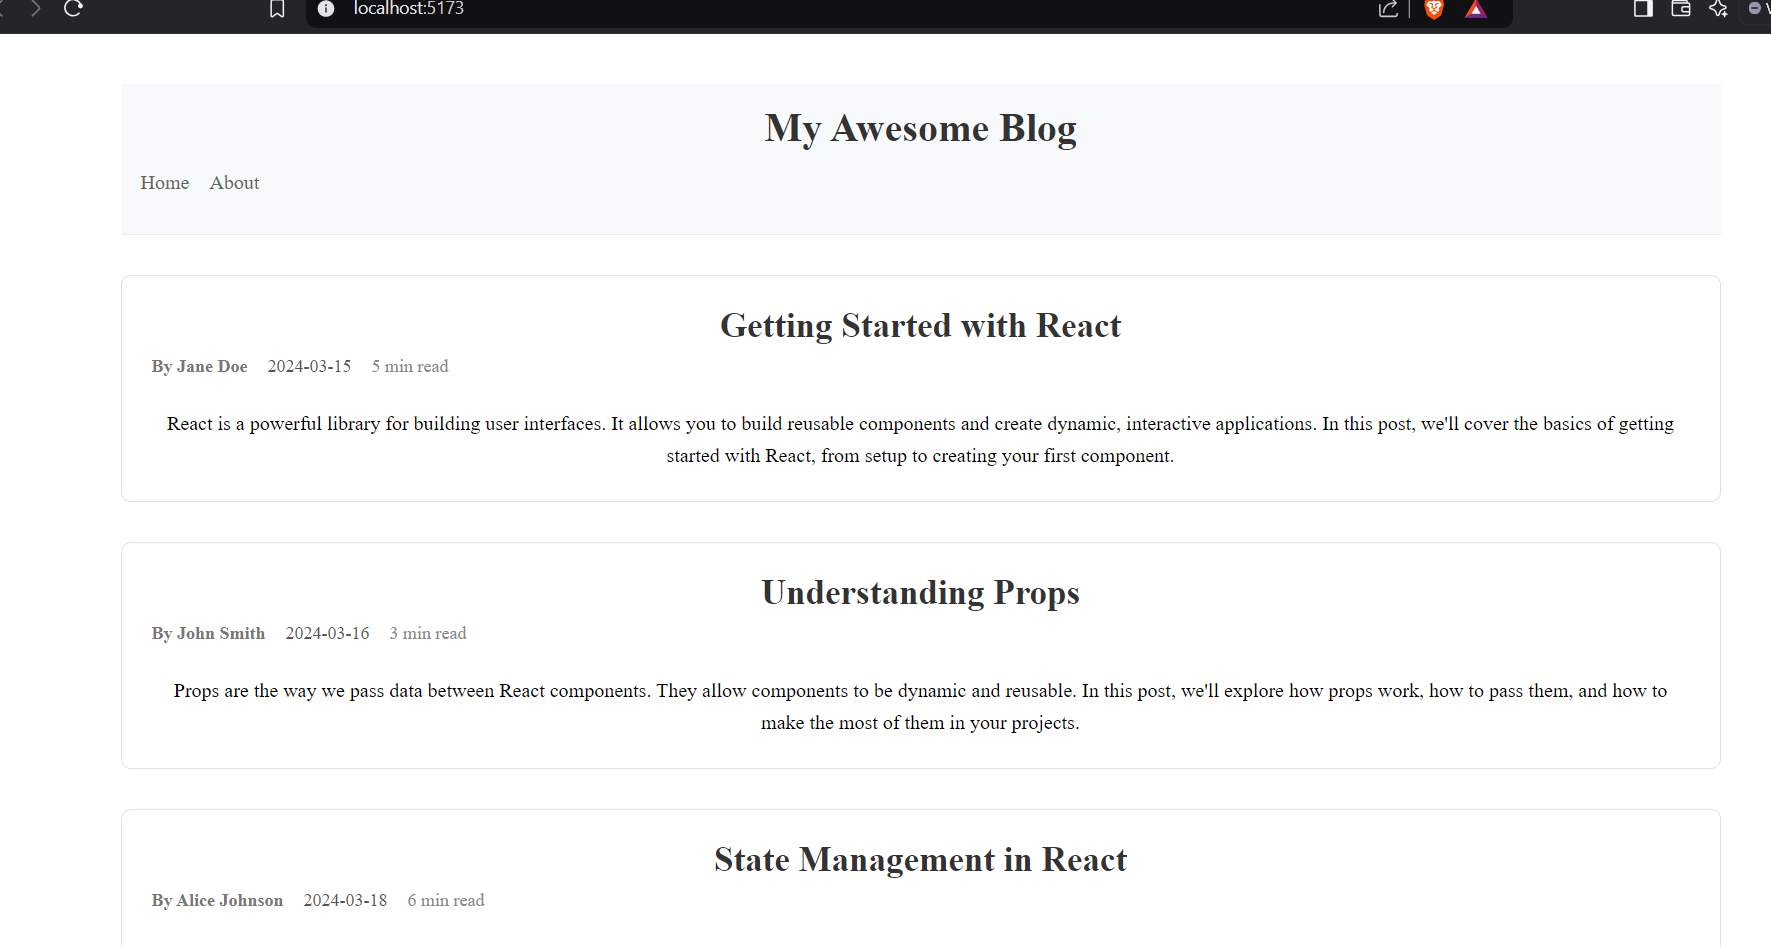 localhost:5173
My Awesome Blog
Home About
Getting Started with React
By Jane Doe 2024-03-15 5 min read
React is a powerful library for building user interfaces. It allows you to build reusable components and create dynamic, interactive applications. In this post, we'll cover the basics of getting
started with React, from setup to creating your first component.
Understanding Props
By John Smith 2024-03-16 3 min read
Props are the way we pass data between React components. They allow components to be dynamic and reusable. In this post, we'll explore how props work, how to pass them, and how to
make the most of them in your projects.
State Management in React
By Alice Johnson 2024-03-18 6 min read